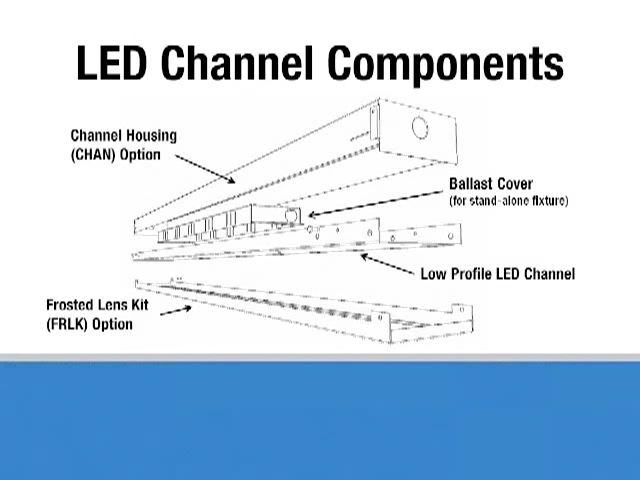 LED Channel Components
Channel Housing
(CHAN) Option
Ballast Cover
(for stand-alone fixture)
Low Profile LED Channel
Frosted Lens Kit
(FRLK) Option